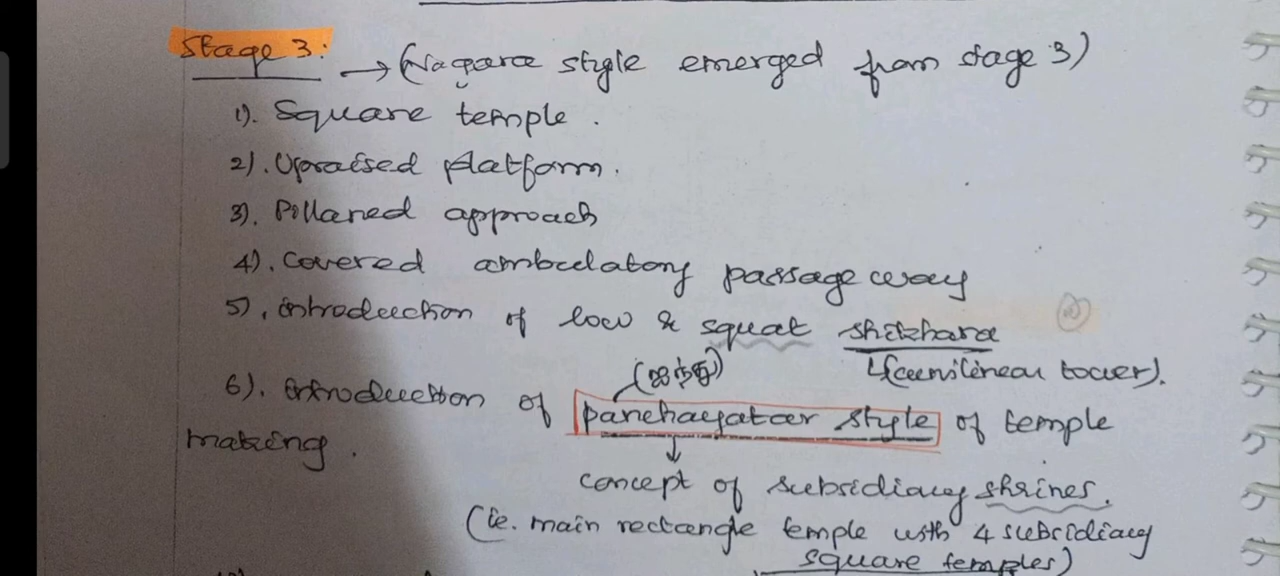 Stage 3:
→ (Nagara style emerged from stage 3)
1). Square temple.
2). Upraised platform.
3). Pillared approach
4). Covered ambulatory passage way
5). introduction of low & squat shikhara
↳(curvilinear tower).
6). introduction of panchayatar style of temple
making.
↓
concept of subsidiary shrines.
(ie. main rectangle temple with 4 subsidiary
square temples)